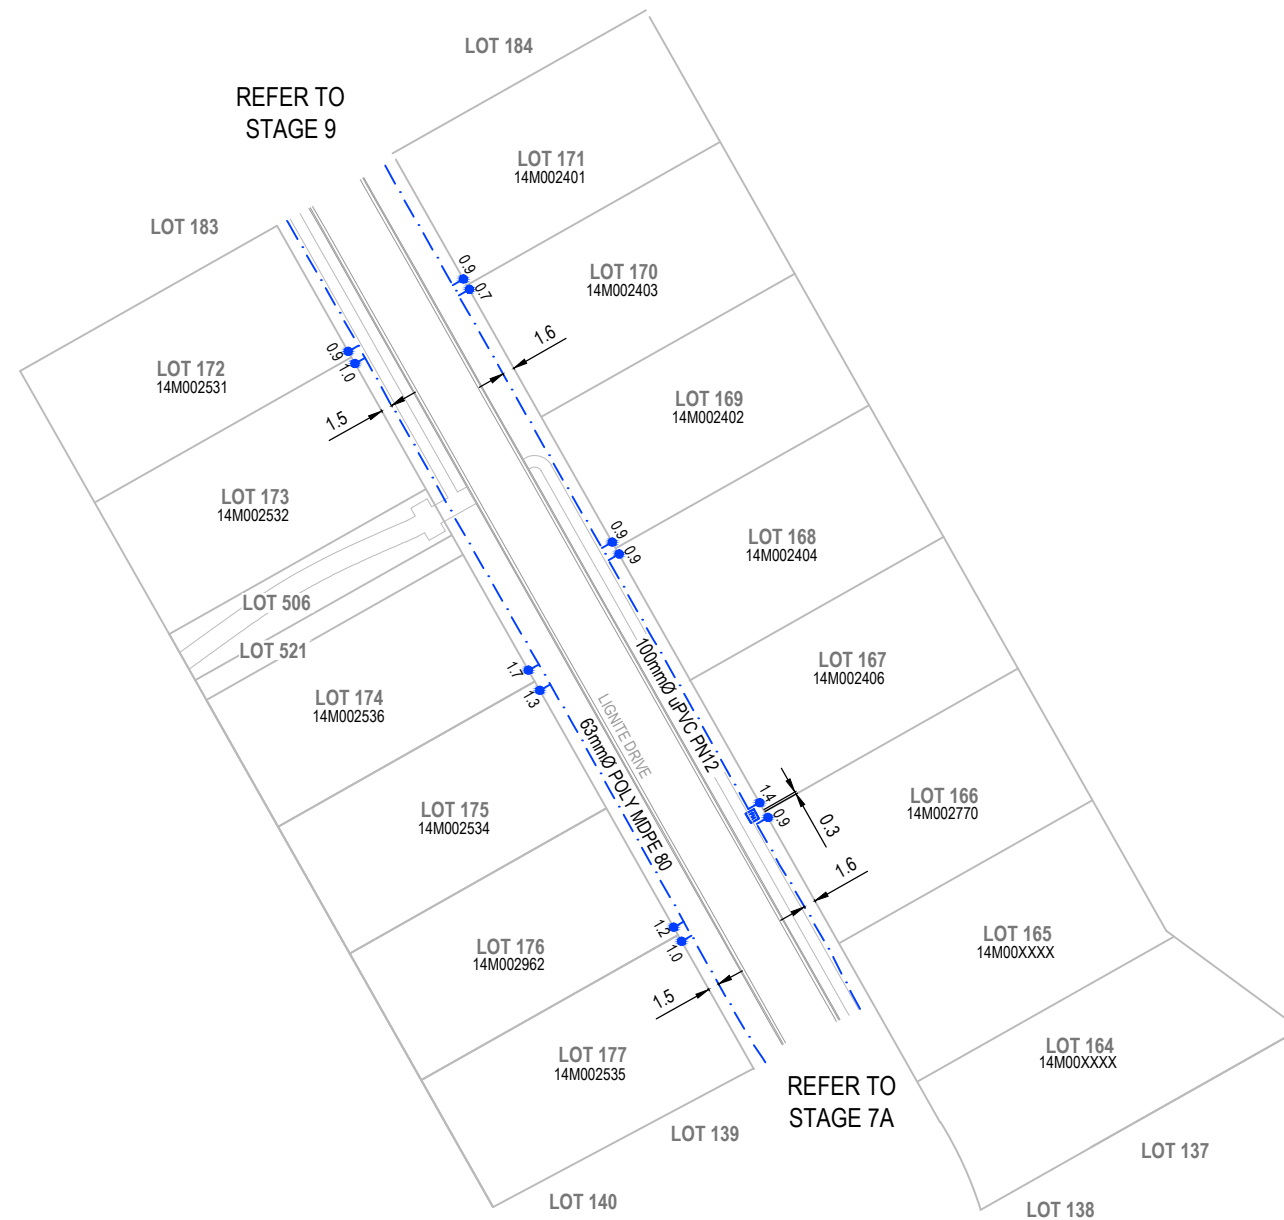 LOT 184
REFER TO
STAGE 9
LOT 171
14M002401
LOT 183
0.9
0.7
LOT 170
14M002403
1.6
0.9
1.0
LOT 172
14M002531
1.5
LOT 169
14M002402
LOT 173
14M002532
0.9
0.9
LOT 168
14M002404
LOT 506
LOT 521
1.7
1.3
LOT 174
14M002536
LIGNITE DRIVE
63mmØ POLY MDPE 80
100mmØ uPVC PN12
LOT 167
14M002406
1.4
0.9
0.3
LOT 166
14M002770
LOT 175
14M002534
1.6
1.2
1.0
LOT 176
14M002962
LOT 165
14M00XXXX
1.5
LOT 177
14M002535
LOT 164
14M00XXXX
REFER TO
STAGE 7A
LOT 139
LOT 137
LOT 140
LOT 138